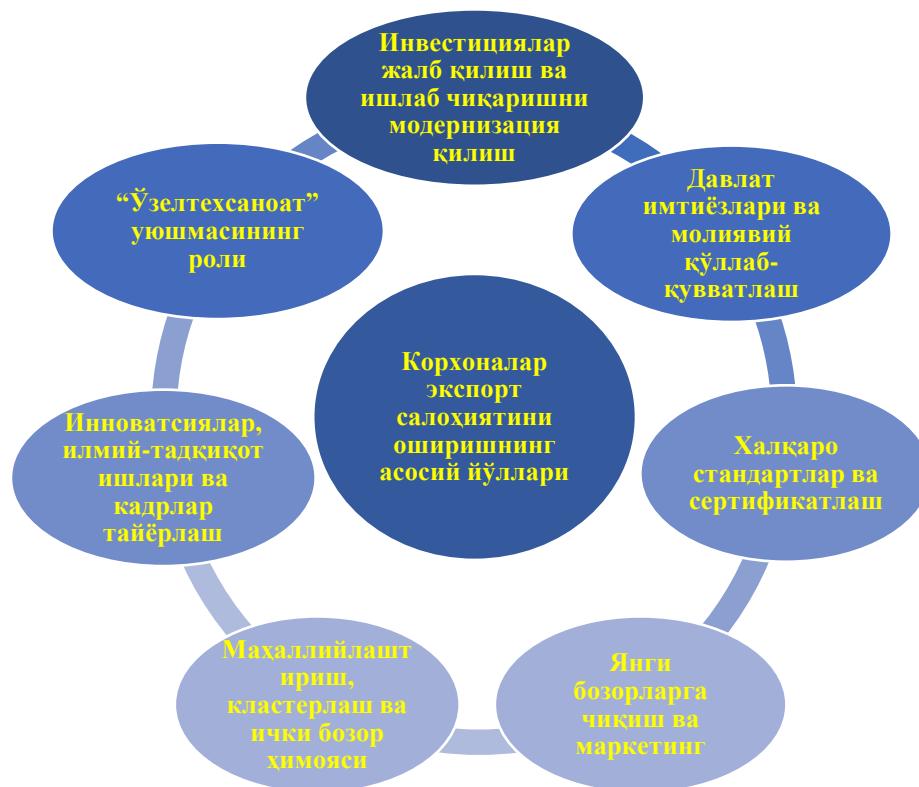 Инвестициялар
жалб қилиш ва
ишлаб чиқаришни
модернизация
қилиш
Давлат
имтиёзлари ва
молиявий
қўллаб-
қувватлаш
Халқаро
стандартлар ва
сертификатлаш
Янги
бозорларга
чиқиш ва
маркетинг
Маҳаллийлашт
ириш,
кластерлаш ва
ички бозор
ҳимояси
Инноватсиялар,
илмий-тадқиқот
ишлари ва
кадрлар
тайёрлаш
“Ўзелтехсаноат”
уюшмасининг
роли
Корхоналар
экспорт
салоҳиятини
оширишнинг
асосий йўллари